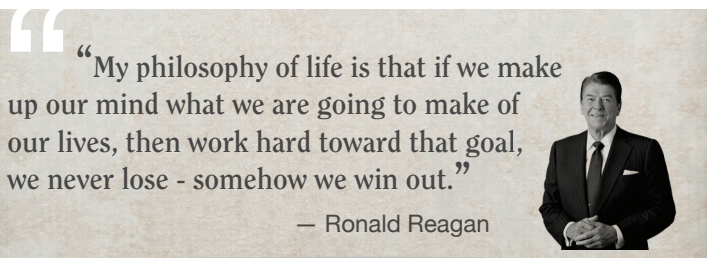 “My philosophy of life is that if we make
up our mind what we are going to make of
our lives, then work hard toward that goal,
we never lose - somehow we win out.”
— Ronald Reagan